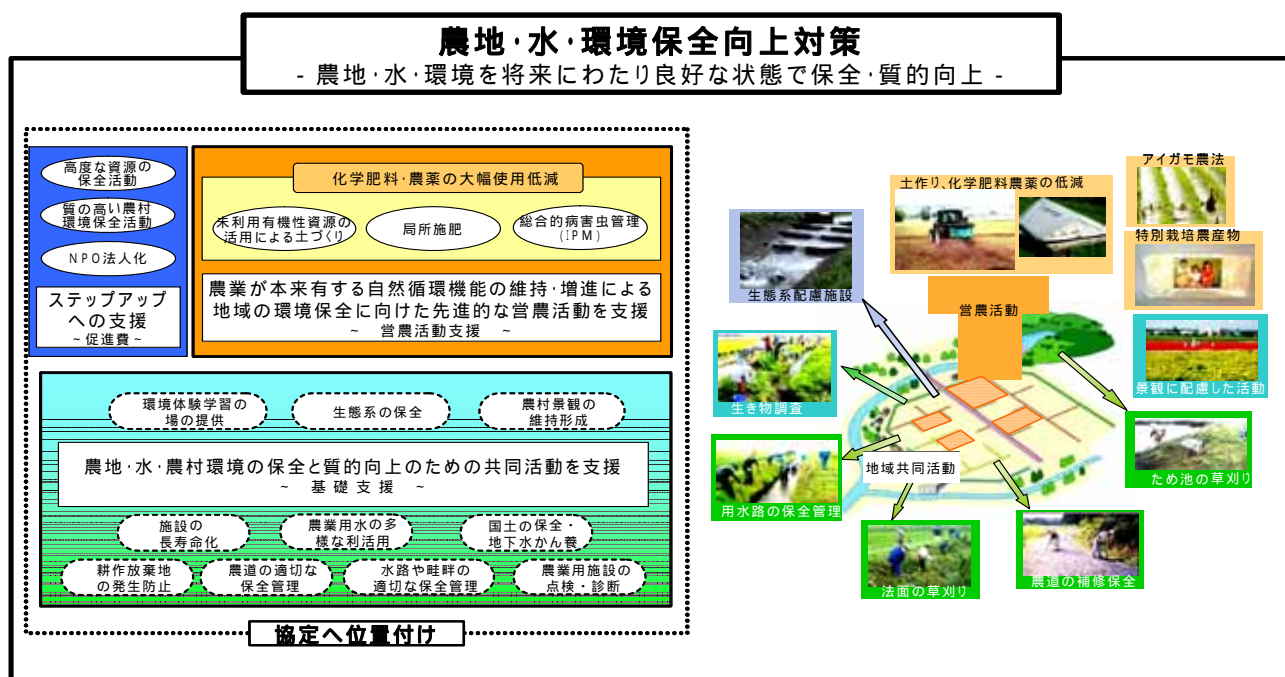 農地・水・環境保全向上対策
- 農地・水・環境を将来にわたり良好な状態で保全・質的向上 -
高度な資源の
保全活動
質の高い農村
環境保全活動
NPO法人化
ステップアップ
への支援
~促進費~
化学肥料・農薬の大幅使用低減
未利用有機性資源の
活用による土づくり
局所施肥
総合的病害虫管理
(IPM)
農業が本来有する自然循環機能の維持・増進による
地域の環境保全に向けた先進的な営農活動を支援
~ 営農活動支援 ~
環境体験学習の
場の提供
生態系の保全
農村景観の
維持形成
農地・水・農村環境の保全と質的向上のための共同活動を支援
~ 基礎支援 ~
施設の
長寿命化
農業用水の多
様な利活用
国土の保全・
地下水かん養
耕作放棄地
の発生防止
農道の適切な
保全管理
水路や畦畔の
適切な保全管理
農業用施設の
点検・診断
協定へ位置付け
アイガモ農法
土作り、化学肥料農薬の低減
特別栽培農産物
生態系配慮施設
営農活動
景観に配慮した活動
生き物調査
ため池の草刈り
地域共同活動
用水路の保全管理
農道の補修保全
法面の草刈り